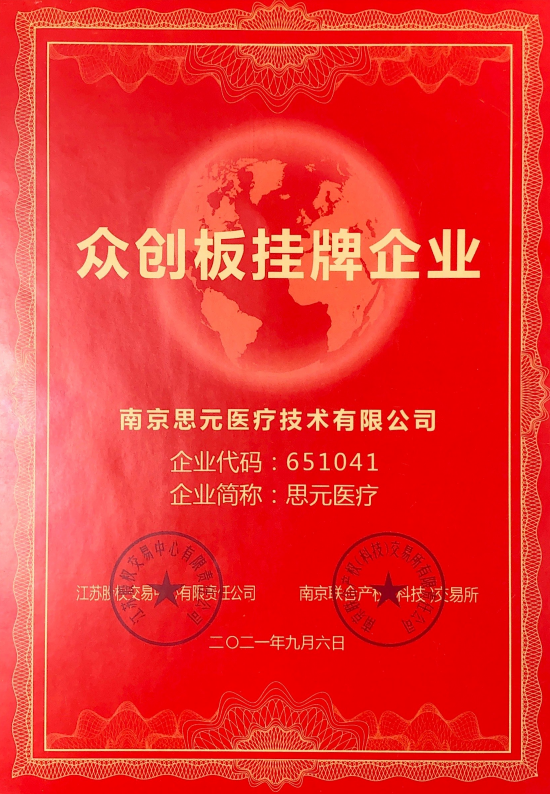 众创板挂牌企业
南京思元医疗技术有限公司
企业代码：651041
企业简称：思元医疗
江苏股权交易中心有限责任公司
南京联合产权(科技)交易所
二〇二一年九月六日